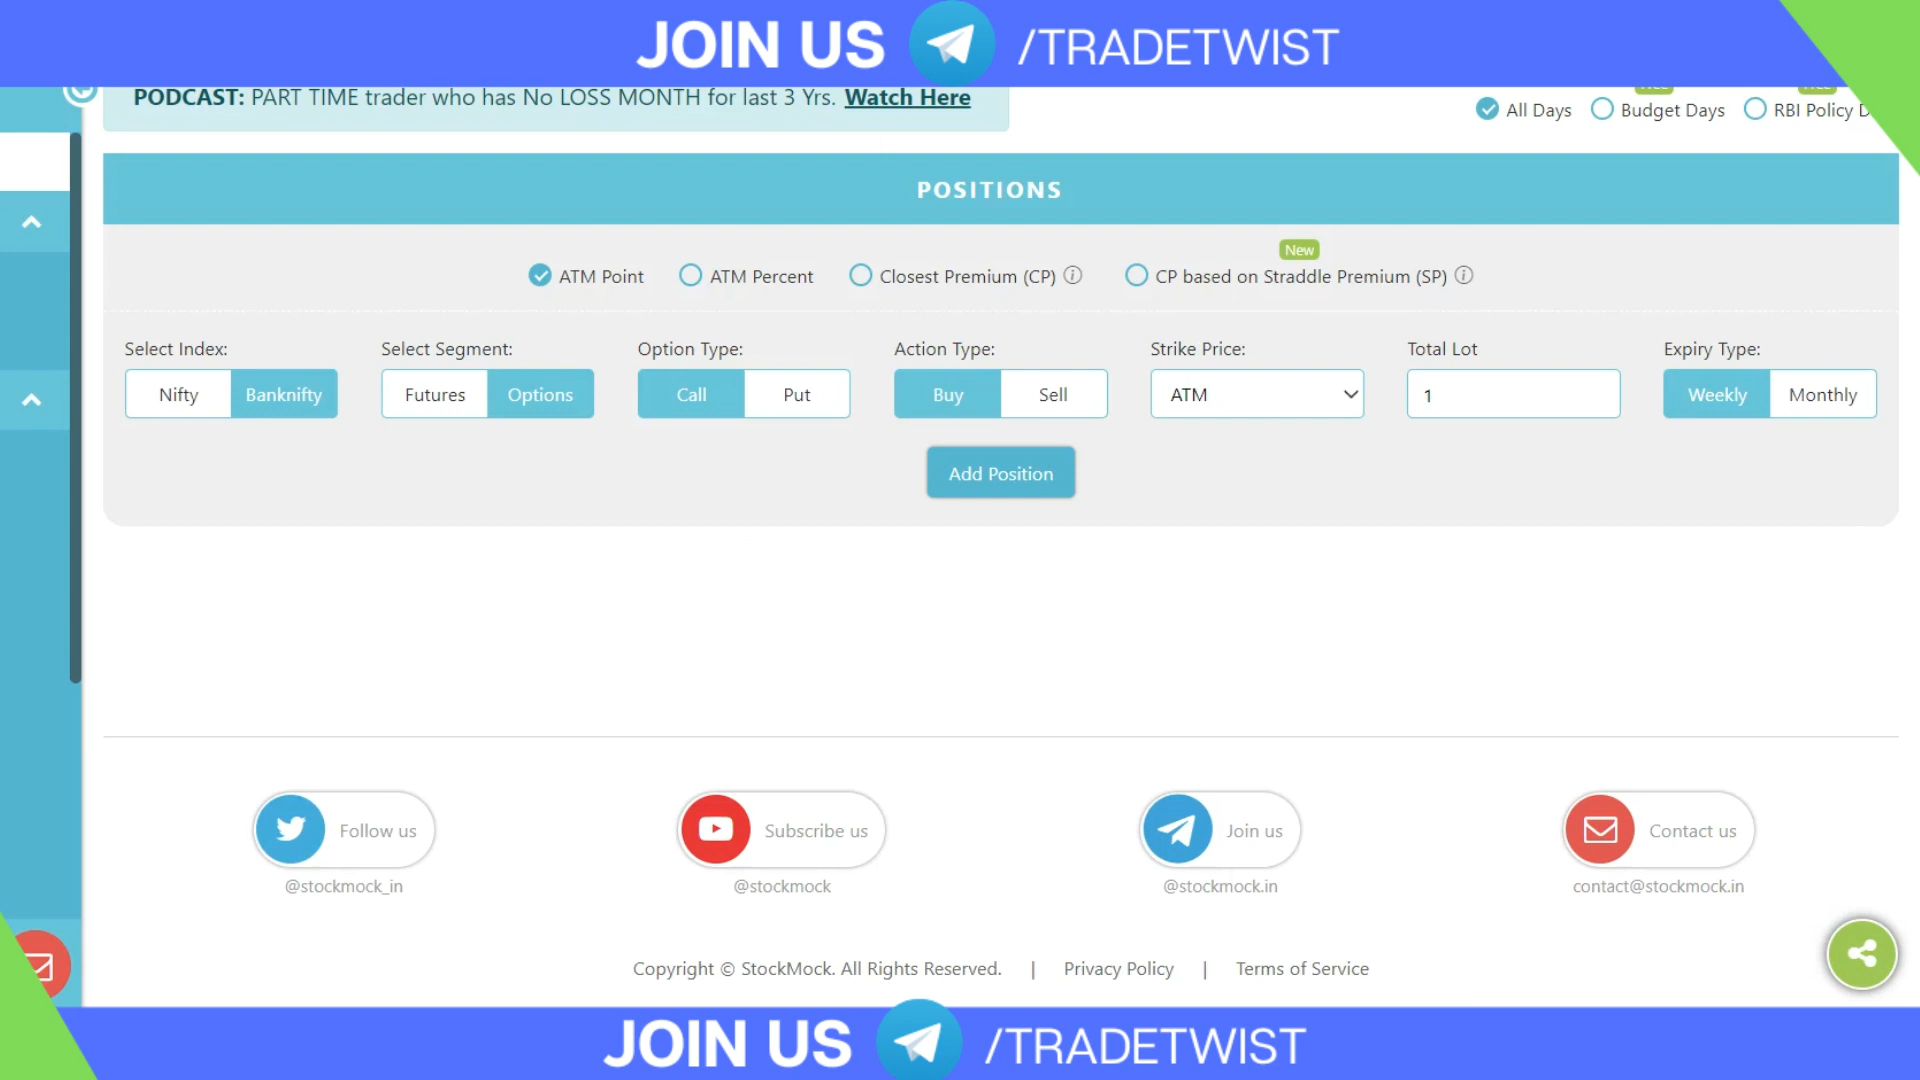 JOIN US /TRADETWIST
PODCAST: PART TIME trader who has No LOSS MONTH for last 3 Yrs. Watch Here
All Days Budget Days RBI Policy D
POSITIONS
New
ATM Point ATM Percent Closest Premium (CP) CP based on Straddle Premium (SP)
Select Index: Select Segment: Option Type: Action Type: Strike Price: Total Lot Expiry Type:
Nifty Banknifty Futures Options Call Put Buy Sell ATM 1 Weekly Monthly
Add Position
Follow us Subscribe us Join us Contact us
@stockmock_in @stockmock @stockmock.in contact@stockmock.in
Copyright © StockMock. All Rights Reserved. | Privacy Policy | Terms of Service
JOIN US /TRADETWIST